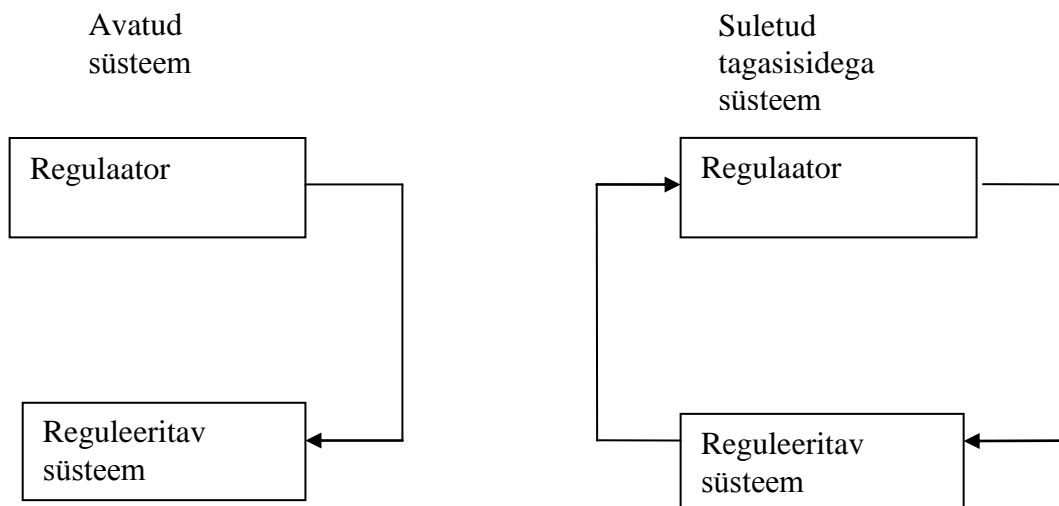 Avatud
süsteem
Suletud
tagasisidega
süsteem
Regulaator
Regulaator
Reguleeritav
süsteem
Reguleeritav
süsteem